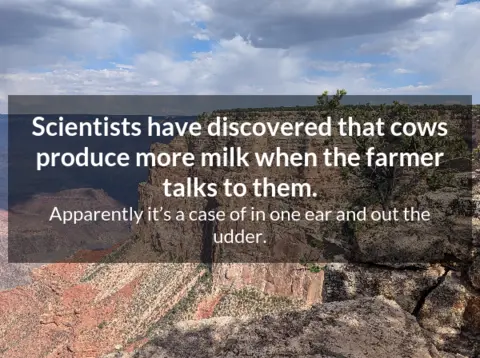 Scientists have discovered that cows
produce more milk when the farmer
talks to them.
Apparently it's a case of in one ear and out the
udder.